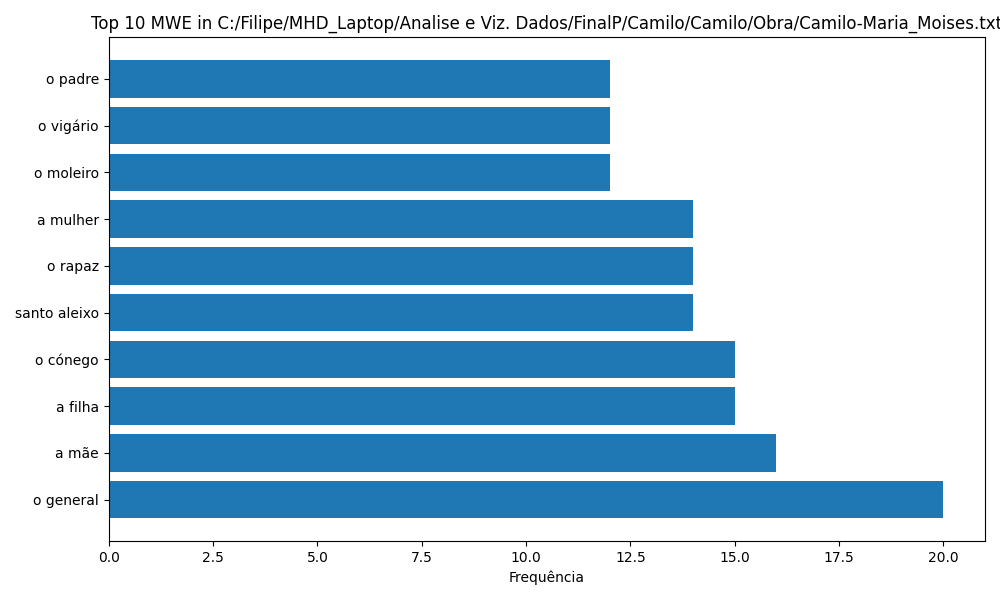 Top 10 MWE in C:/Filipe/MHD_Laptop/Analise e Viz. Dados/FinalP/Camilo/Camilo/Obra/Camilo-Maria_Moises.txt
o padre
o vigário
o moleiro
a mulher
o rapaz
santo aleixo
o cónego
a filha
a mãe
o general
0.0 2.5 5.0 7.5 10.0 12.5 15.0 17.5 20.0
Frequência